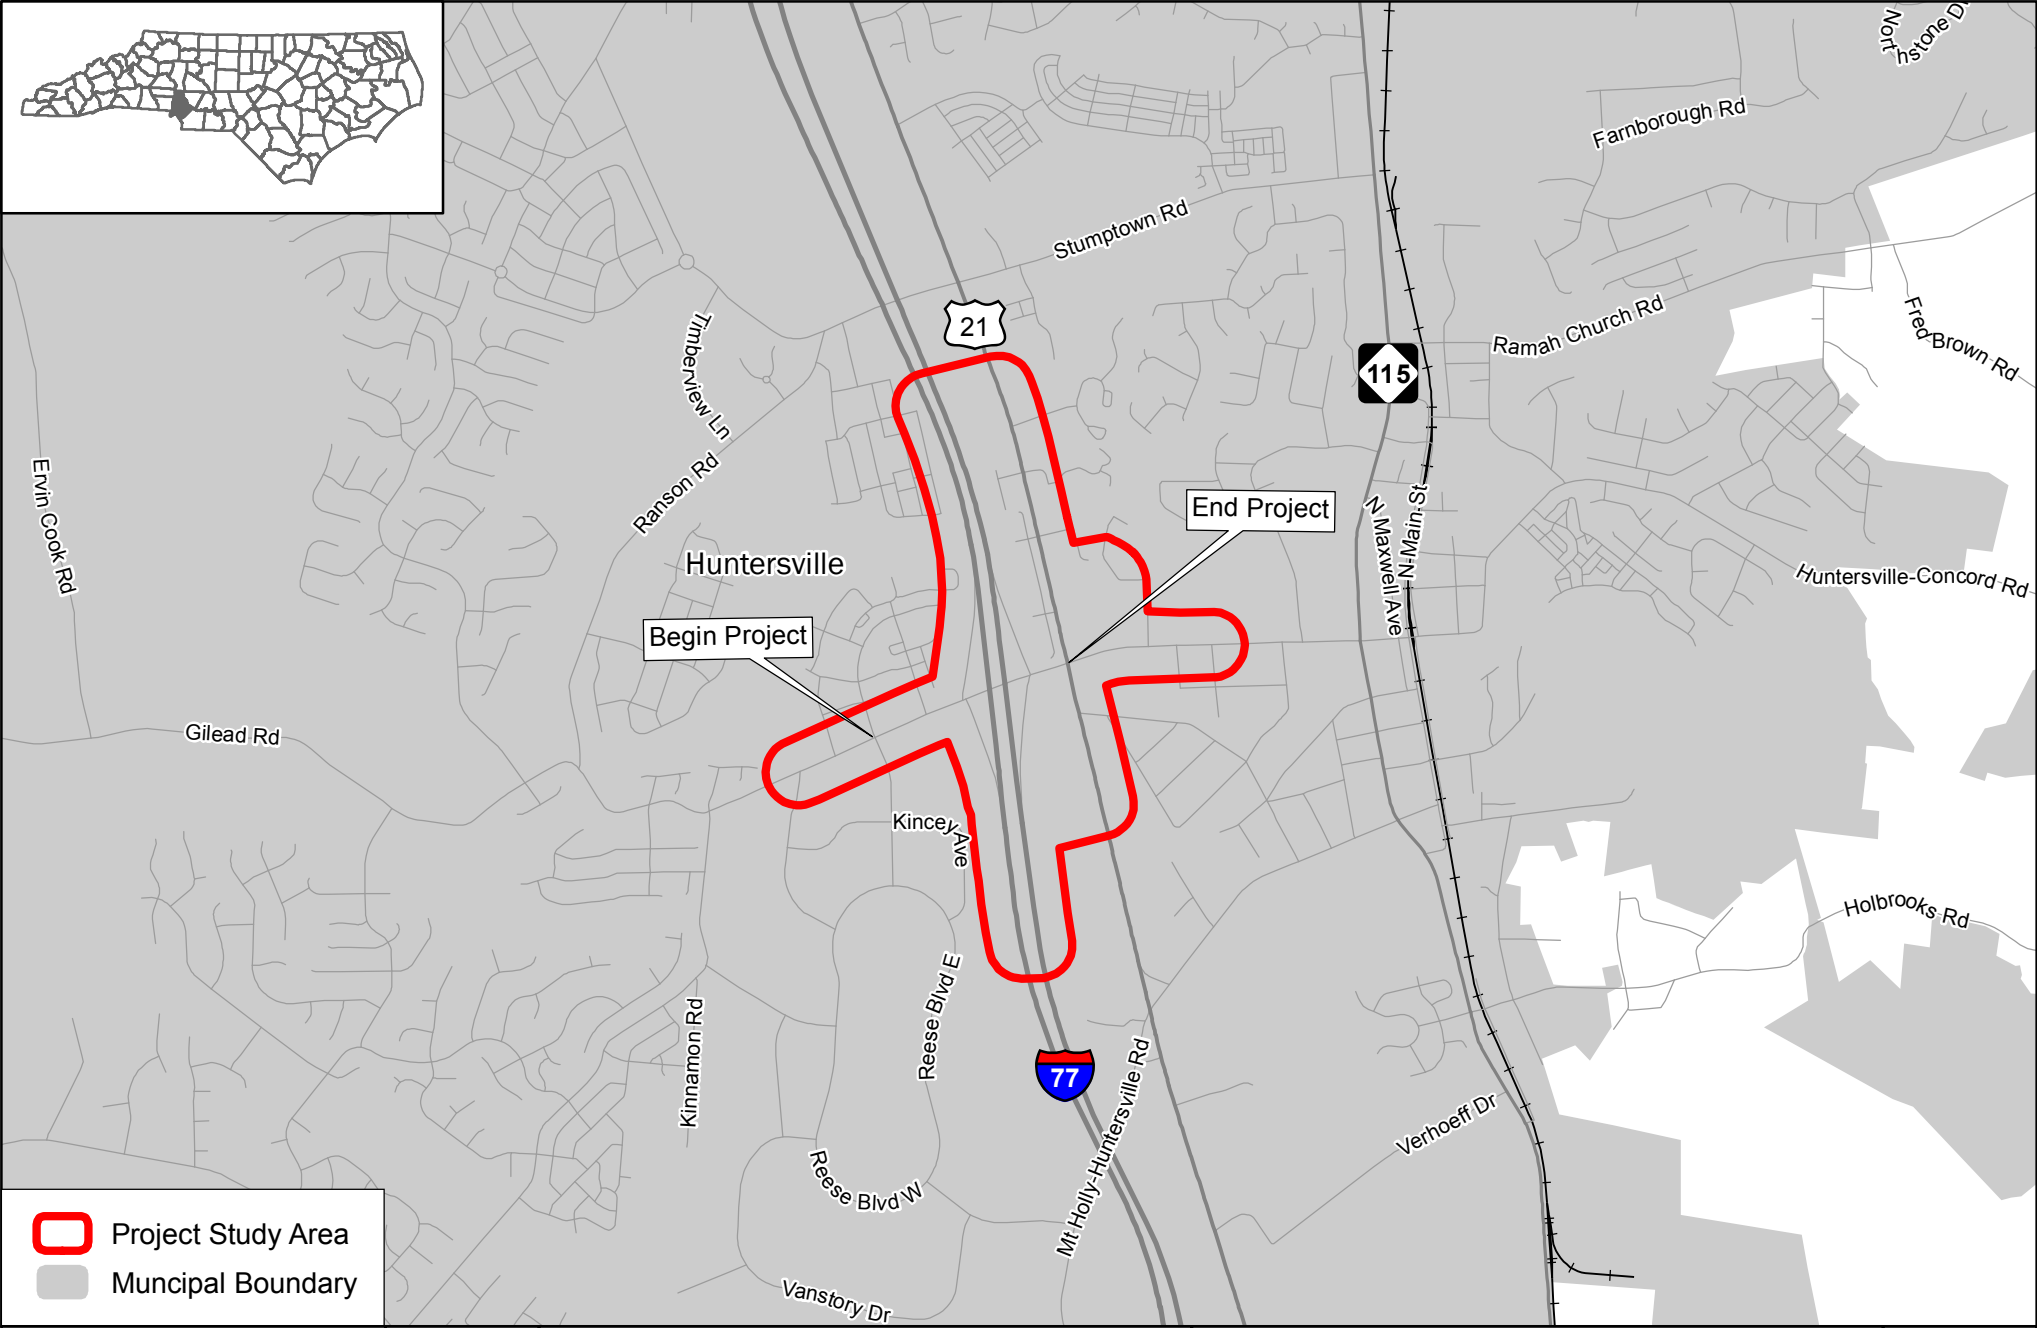 Nort
hstone D
Farnborough Rd
Stumptown Rd
21
Timberview Ln
115
Ramah Church Rd
Fred Brown Rd
Ervin Cook Rd
Ranson Rd
End Project
N Maxwell Ave
N Main St
N
Huntersville
Huntersville-Concord Rd
Begin Project
Gilead Rd
Kincey Ave
Holbrooks Rd
Reese Blvd E
Kinnamon Rd
77
Mt Holly-Huntersville Rd
Verhoeff Dr
Reese Blvd W
Vanstory Dr
Project Study Area
Muncipal Boundary